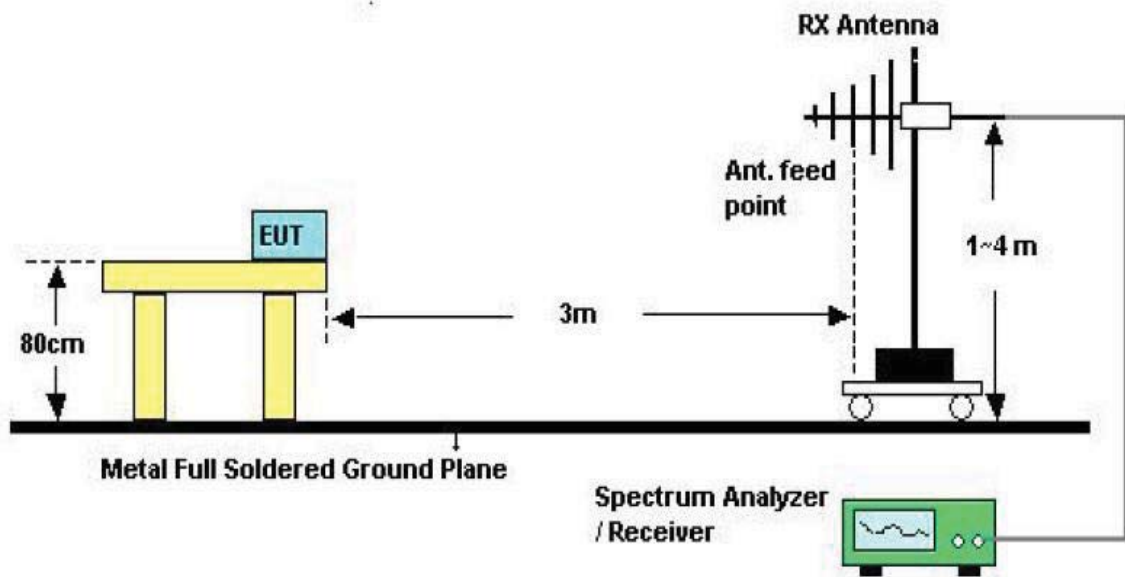 RX Antenna
Ant. feed
point
EUT
1~4 m
3m
80cm
Metal Full Soldered Ground Plane
Spectrum Analyzer
/ Receiver